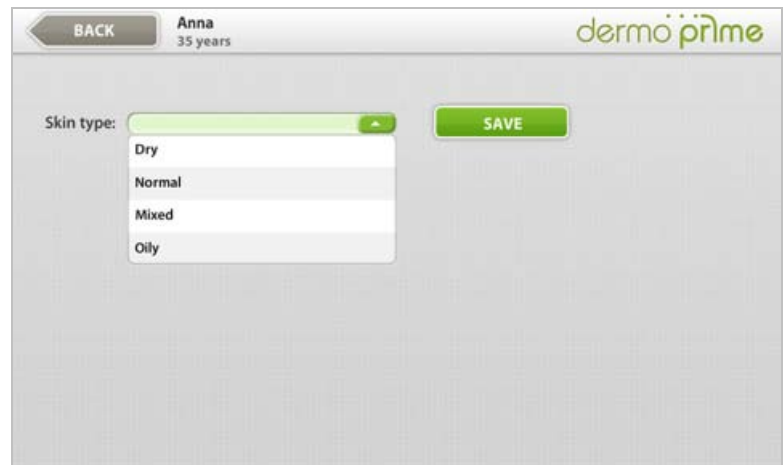 BACK
Anna
35 years
dermo prime
Skin type:
SAVE
Dry
Normal
Mixed
Oily